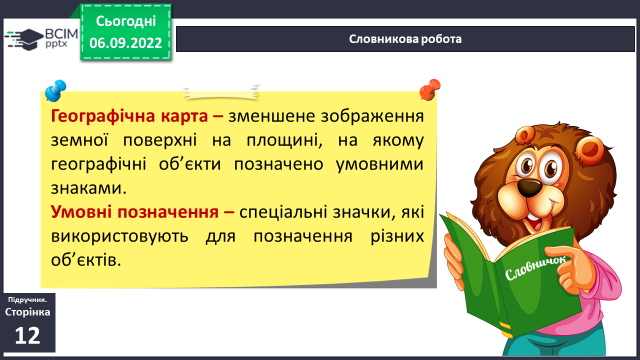 Сьогодні
06.09.2022
BCIM
pptx
Словникова робота
Географічна карта – зменшене зображення
земної поверхні на площині, на якому
географічні об’єкти позначено умовними
знаками.
Умовні позначення – спеціальні значки, які
використовують для позначення різних
об’єктів.
Словничок
Підручник.
Сторінка
12